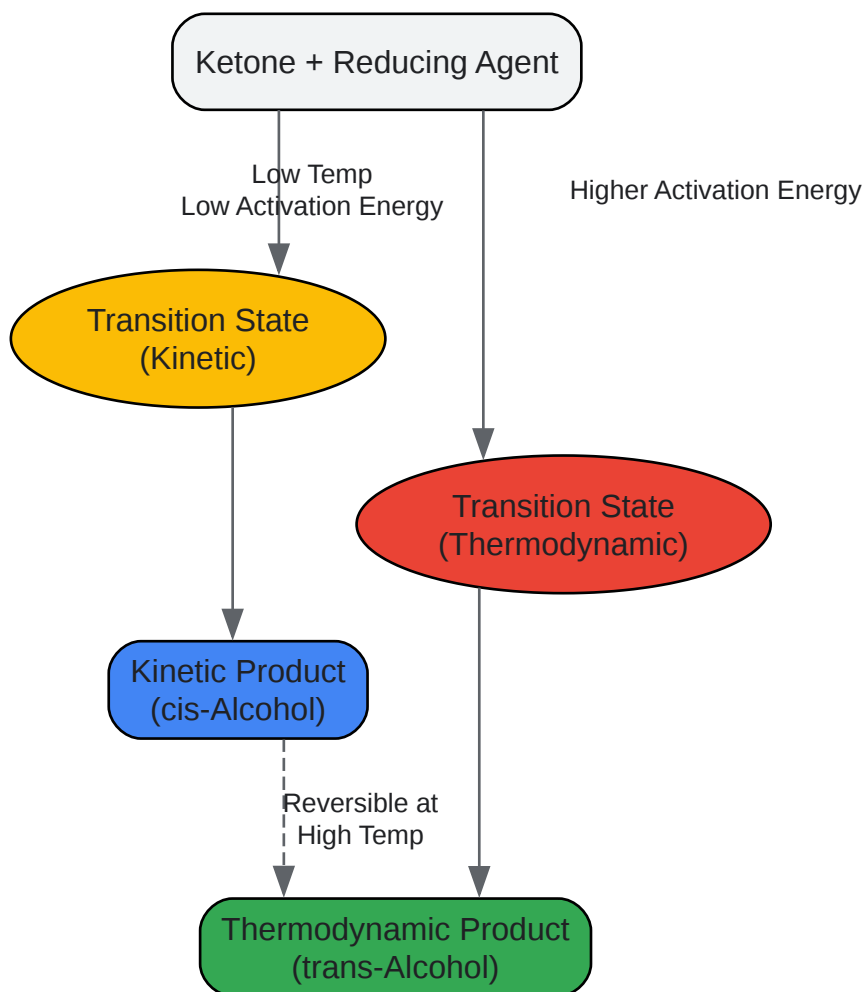 Ketone + Reducing Agent
Low Temp
Low Activation Energy
Higher Activation Energy
Transition State
(Kinetic)
Transition State
(Thermodynamic)
Kinetic Product
(cis-Alcohol)
Reversible at
High Temp
Thermodynamic Product
(trans-Alcohol)